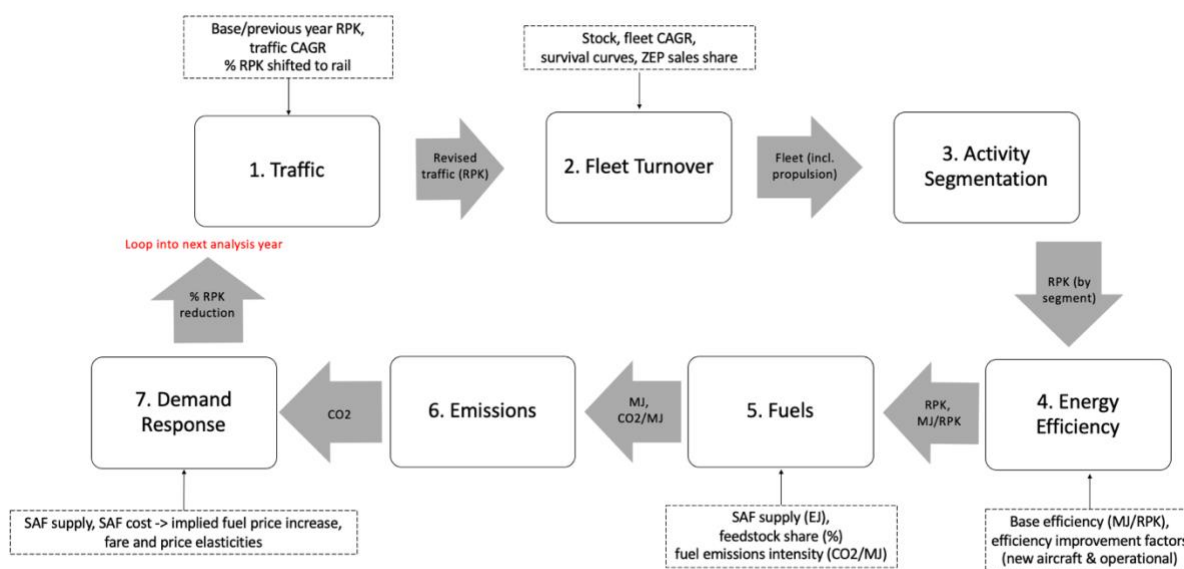 Base/previous year RPK,
traffic CAGR
% RPK shifted to rail
Stock, fleet CAGR,
survival curves, ZEP sales share
1. Traffic
Revised
traffic (RPK)
2. Fleet Turnover
Fleet (incl.
propulsion)
3. Activity
Segmentation
Loop into next analysis year
% RPK
reduction
RPK (by
segment)
7. Demand
Response
CO2
6. Emissions
MJ,
CO2/MJ
5. Fuels
RPK,
MJ/RPK
4. Energy
Efficiency
SAF supply, SAF cost -> implied fuel price increase,
fare and price elasticities
SAF supply (EJ),
feedstock share (%)
fuel emissions intensity (CO2/MJ)
Base efficiency (MJ/RPK),
efficiency improvement factors
(new aircraft & operational)